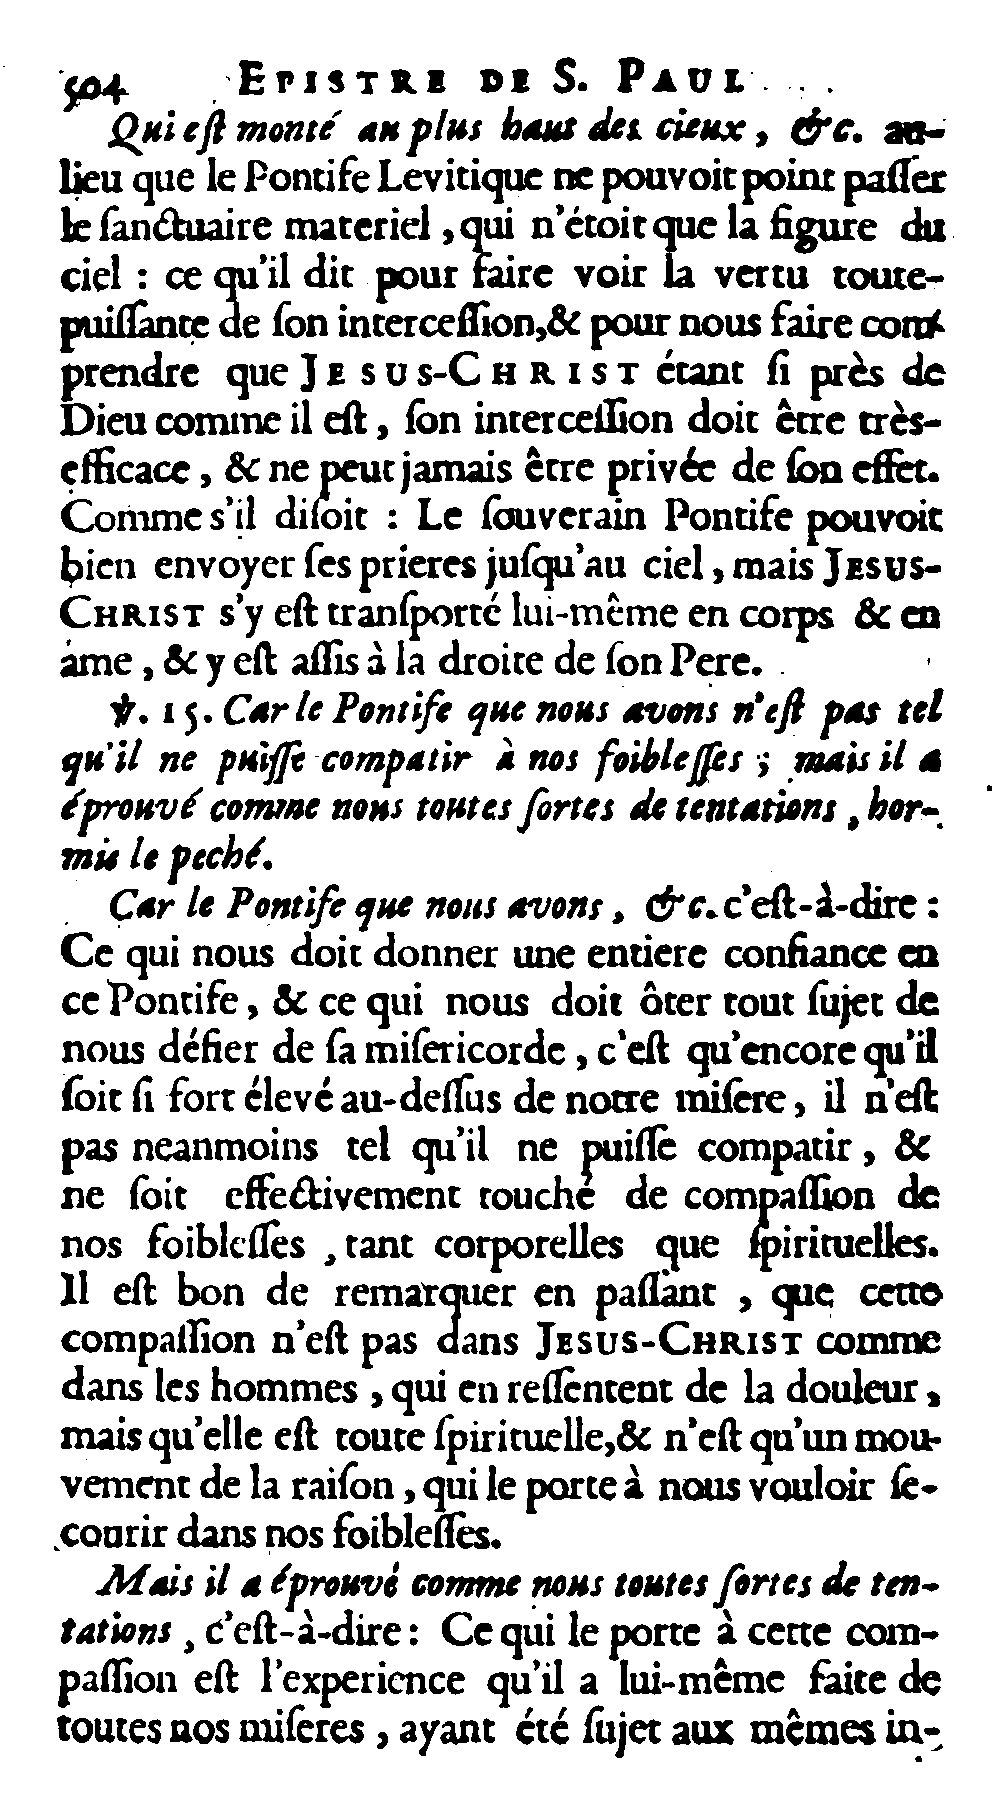 504 EPISTRE DE S. PAUL
Qui eſt monté au plus haut des cieux, &c. au-
lieu que le Pontife Levitique ne pouvoit point paſſer
le ſanctuaire materiel, qui n'étoit que la figure du
ciel : ce qu'il dit pour faire voir la vertu toute-
puiſſante de ſon interceſſion, & pour nous faire com-
prendre que JESUS-CHRIST étant ſi près de
Dieu comme il eſt, ſon interceſſion doit être très-
efficace, & ne peut jamais être privée de ſon effet.
Comme s'il diſoit : Le ſouverain Pontife pouvoit
bien envoyer ſes prieres juſqu'au ciel, mais JESUS-
CHRIST s'y eſt tranſporté lui-même en corps & en
ame, & y eſt aſſis à la droite de ſon Pere.
℣. 15. Car le Pontife que nous avons n'eſt pas tel
qu'il ne puiſſe compatir à nos foibleſſes ; mais il a
éprouvé comme nous toutes ſortes de tentations, hor-
mis le peché.
Car le Pontife que nous avons, &c. c'eſt-à-dire :
Ce qui nous doit donner une entiere confiance en
ce Pontife, & ce qui nous doit ôter tout ſujet de
nous défier de ſa miſericorde, c'eſt qu'encore qu'il
ſoit ſi fort élevé au-deſſus de notre miſere, il n'eſt
pas neanmoins tel qu'il ne puiſſe compatir, &
ne ſoit effectivement touché de compaſſion de
nos foibleſſes, tant corporelles que ſpirituelles.
Il eſt bon de remarquer en paſſant, que cette
compaſſion n'eſt pas dans JESUS-CHRIST comme
dans les hommes, qui en reſſentent de la douleur,
mais qu'elle eſt toute ſpirituelle, & n'eſt qu'un mou-
vement de la raiſon, qui le porte à nous vouloir ſe-
courir dans nos foibleſſes.
Mais il a éprouvé comme nous toutes ſortes de ten-
tations, c'eſt-à-dire : Ce qui le porte à cette com-
paſſion eſt l'experience qu'il a lui-même faite de
toutes nos miſeres, ayant été ſujet aux mêmes in-